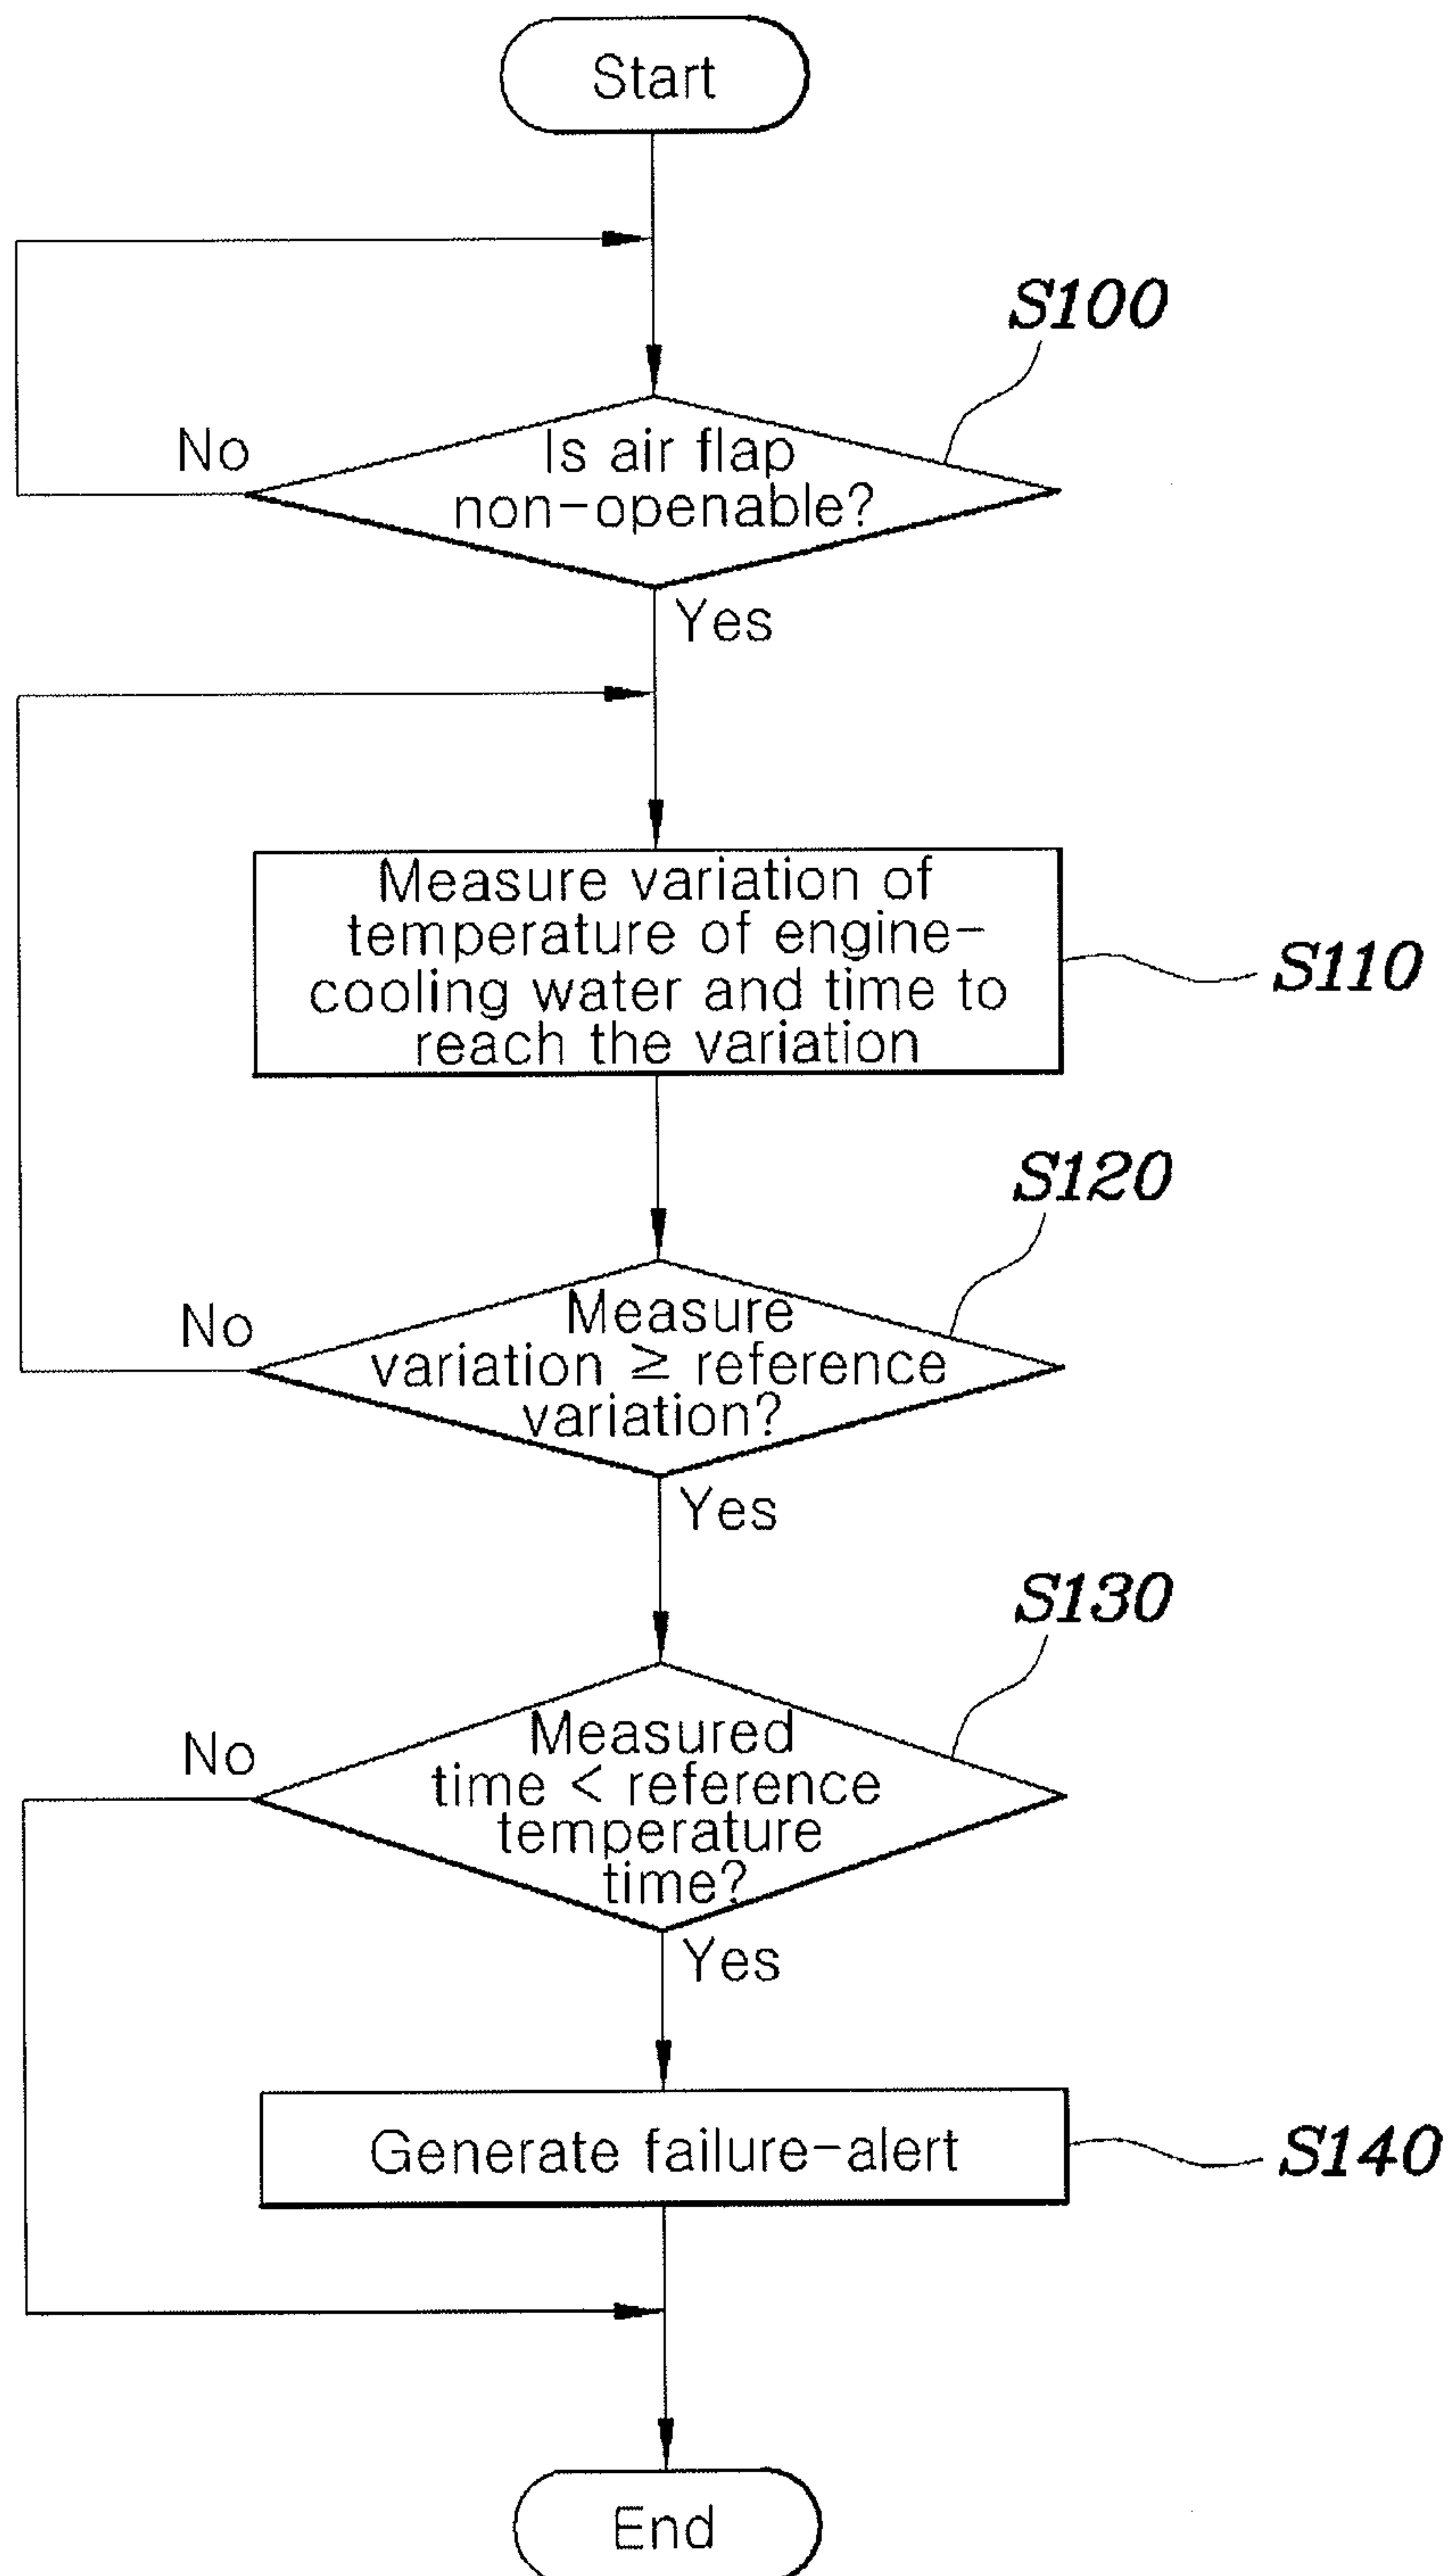 Start
S100
No
Is air flap
non-openable?
Yes
Measure variation of
temperature of engine-
cooling water and time to
reach the variation
S110
S120
No
Measure
variation ≥ reference
variation?
Yes
S130
No
Measured
time < reference
temperature
time?
Yes
Generate failure-alert
S140
End